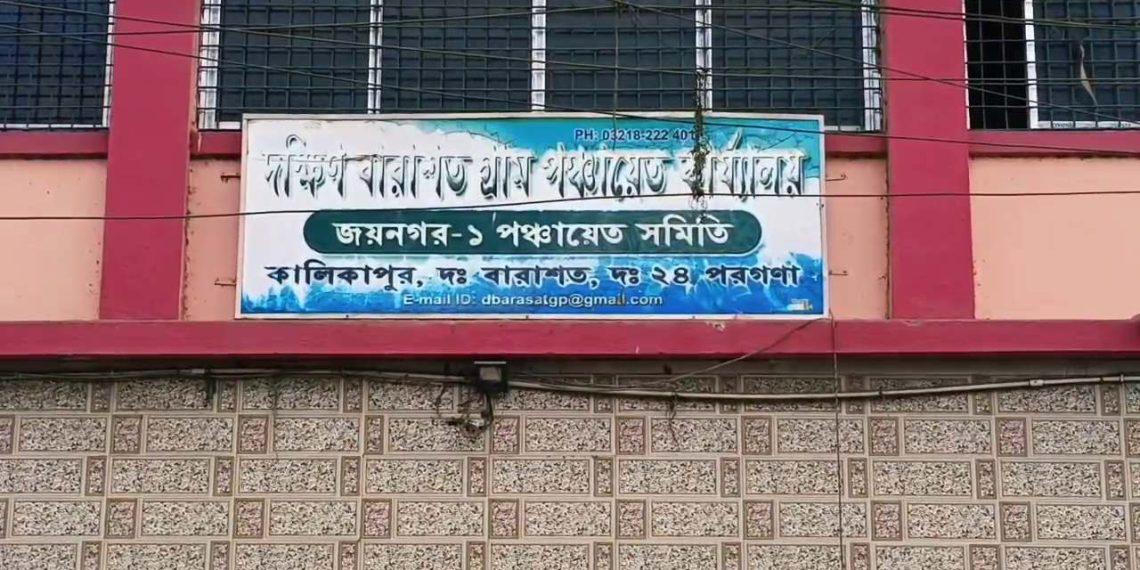 PH: 03218-222 401
দক্ষিণ বারাশত গ্রাম পঞ্চায়েত কার্য্যালয়
জয়নগর-১ পঞ্চায়েত সমিতি
কালিকাপুর, দঃ বারাশত, দঃ ২৪ পরগণা
E-mail ID: dbarasatgp@gmail.com